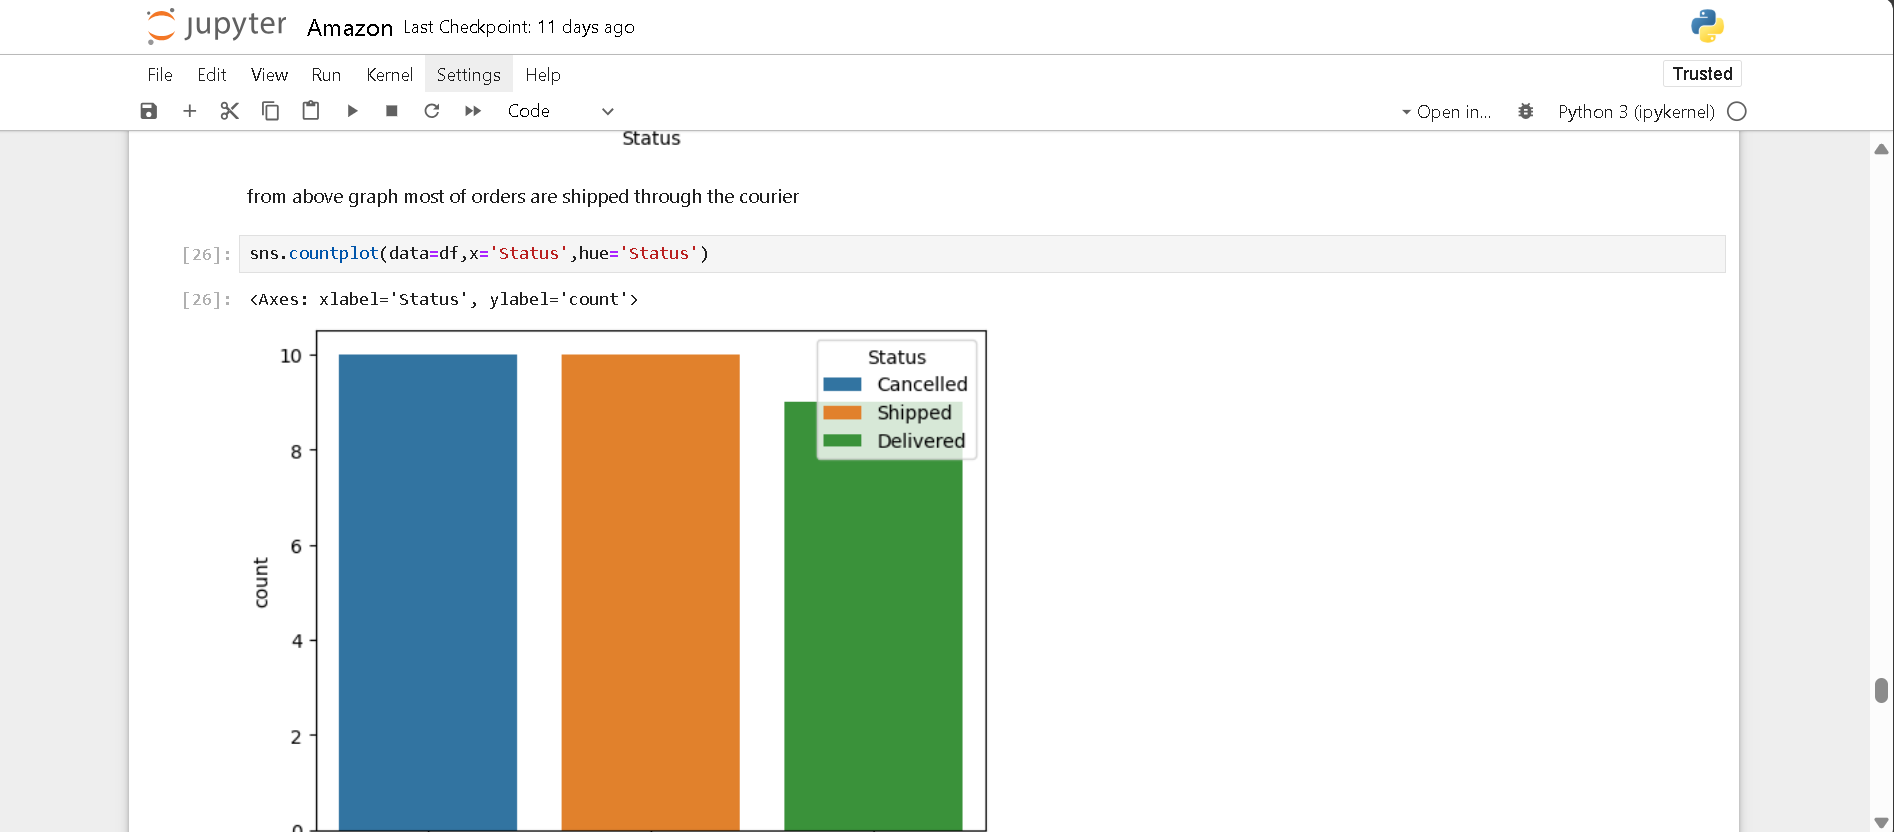 jupyter Amazon Last Checkpoint: 11 days ago
File Edit View Run Kernel Settings Help
Trusted
Code
Open in...
Python 3 (ipykernel)
Status
from above graph most of orders are shipped through the courier
[26]: sns.countplot(data=df,x='Status',hue='Status')
[26]: <Axes: xlabel='Status', ylabel='count'>
10
8
6
4
2
0
count
Status
Cancelled
Shipped
Delivered